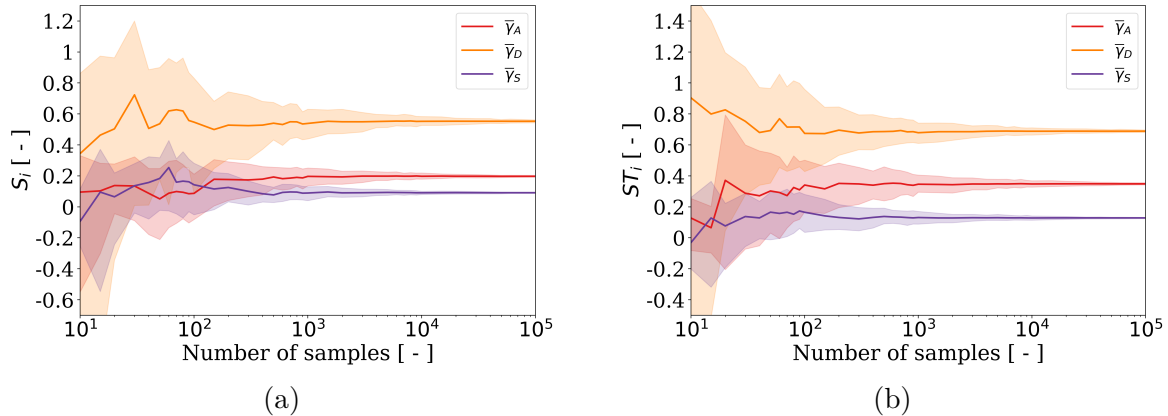 1.2
1
0.8
0.6
0.4
0.2
0
-0.2
-0.4
-0.6
S_i [ - ]
10^1
10^2
10^3
10^4
10^5
Number of samples [ - ]
γ̅_A
γ̅_D
γ̅_S
(a)
1.4
1.2
1
0.8
0.6
0.4
0.2
0
-0.2
-0.4
ST_i [ - ]
10^1
10^2
10^3
10^4
10^5
Number of samples [ - ]
γ̅_A
γ̅_D
γ̅_S
(b)